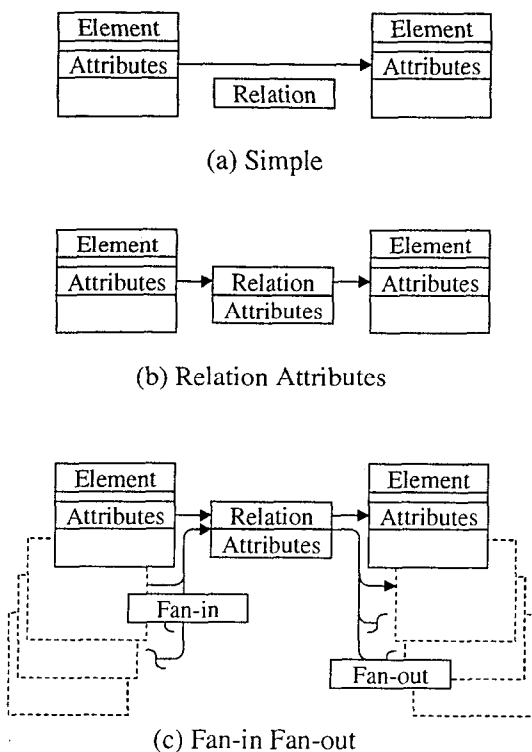 Element
Element
Attributes
Attributes
Relation
(a) Simple
Element
Element
Attributes
Relation
Attributes
Attributes
(b) Relation Attributes
Element
Element
Attributes
Relation
Attributes
Attributes
Fan-in
Fan-out
(c) Fan-in Fan-out